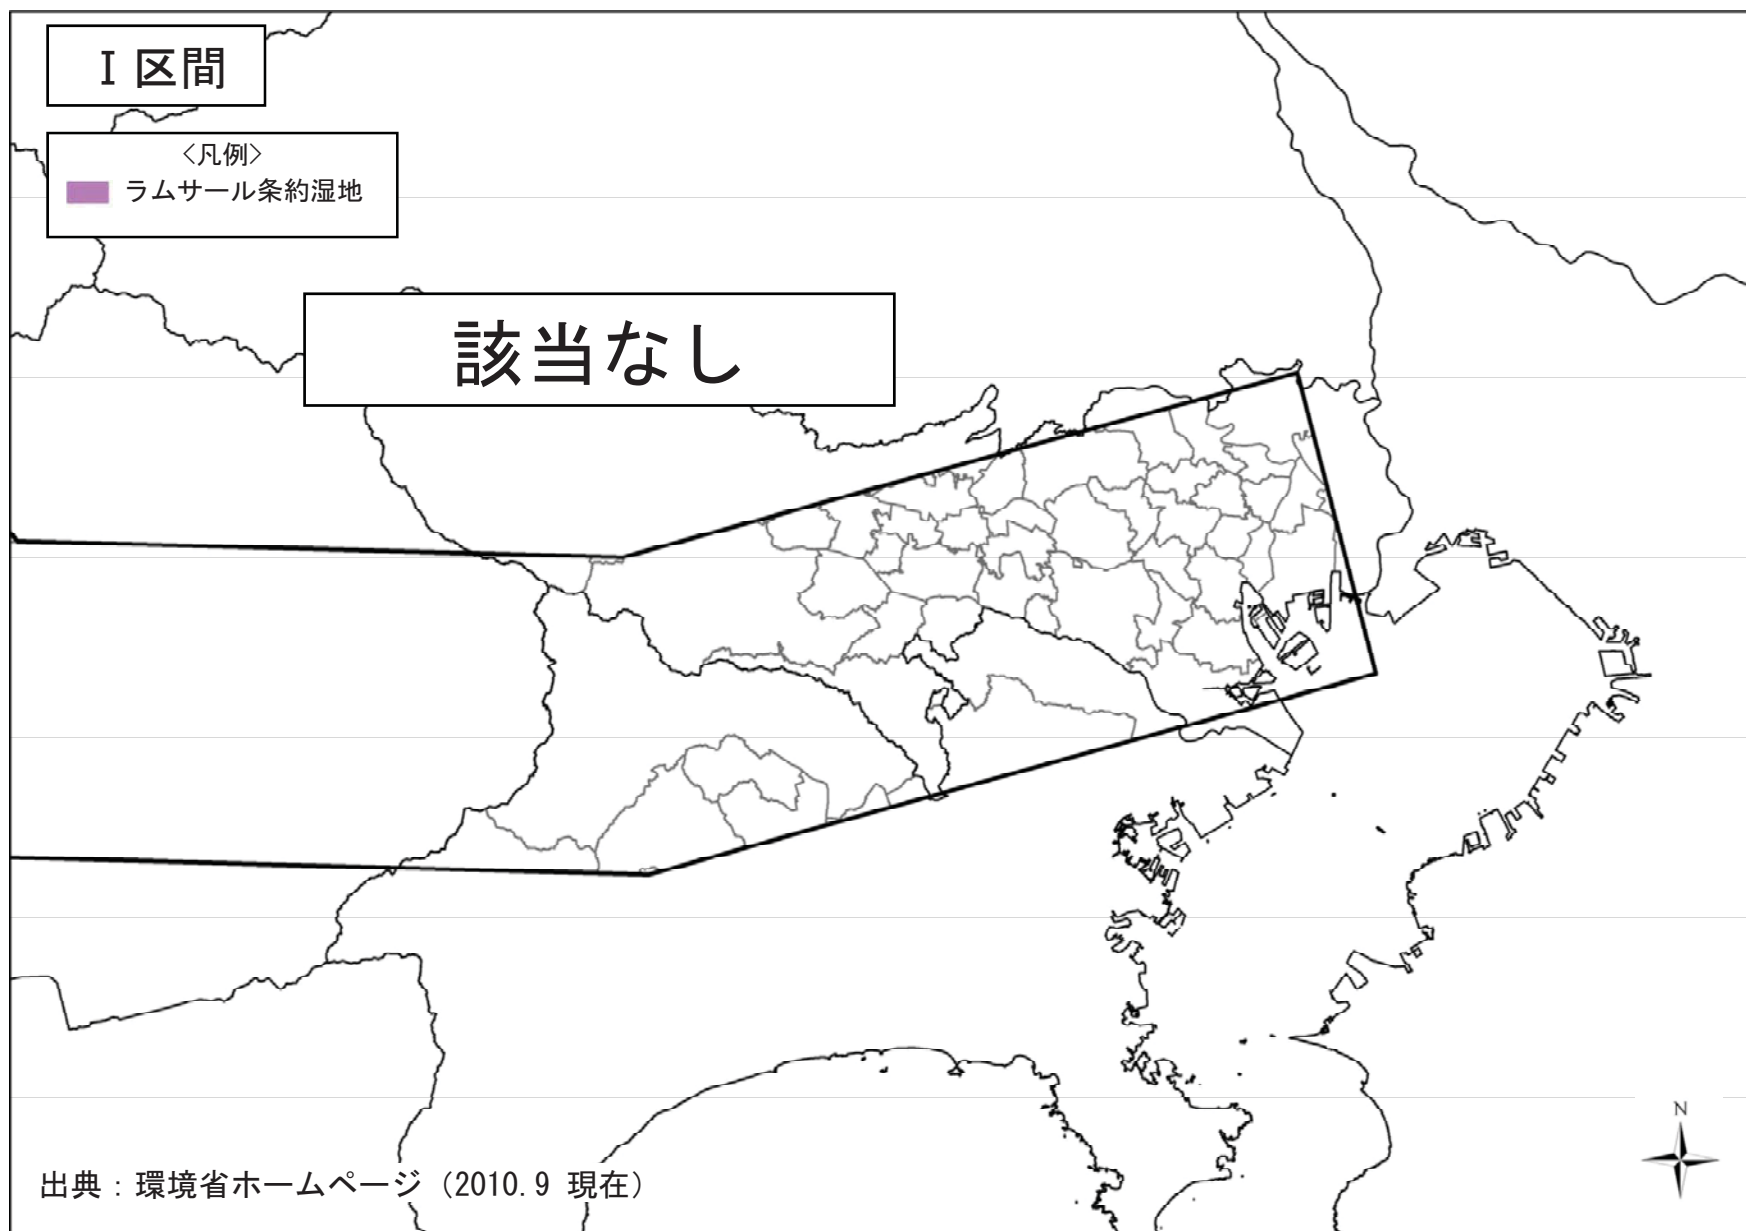 Ⅰ 区間
〈凡例〉
ラムサール条約湿地
該当なし
N
出典：環境省ホームページ（2010.9 現在）